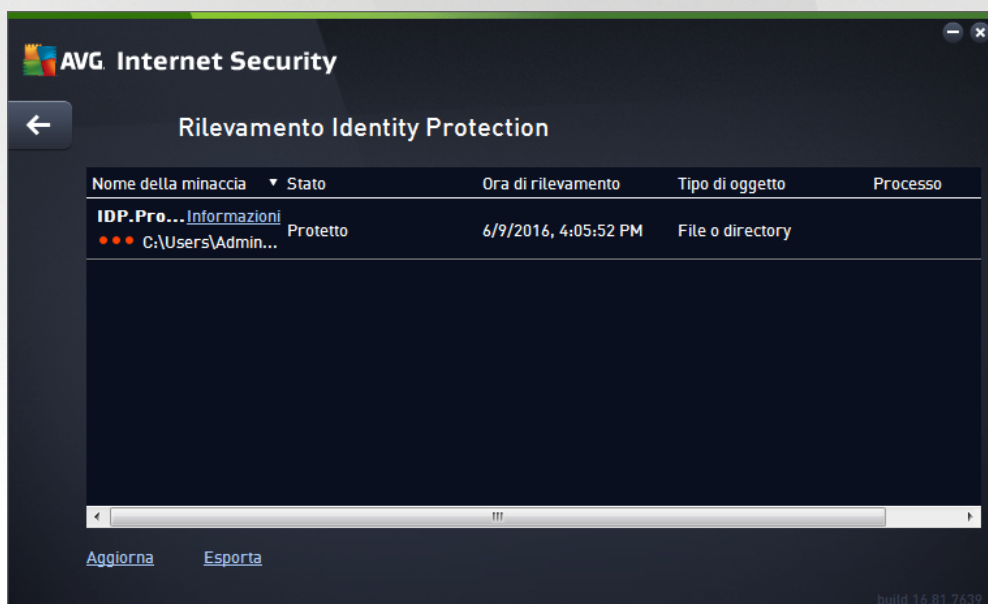 AVG Internet Security
Rilevamento Identity Protection
Nome della minaccia Stato Ora di rilevamento Tipo di oggetto Processo
IDP.Pro... Informazioni
Protetto 6/9/2016, 4:05:52 PM File o directory
C:\Users\Admin...
Aggiorna Esporta
build 16.81.7639